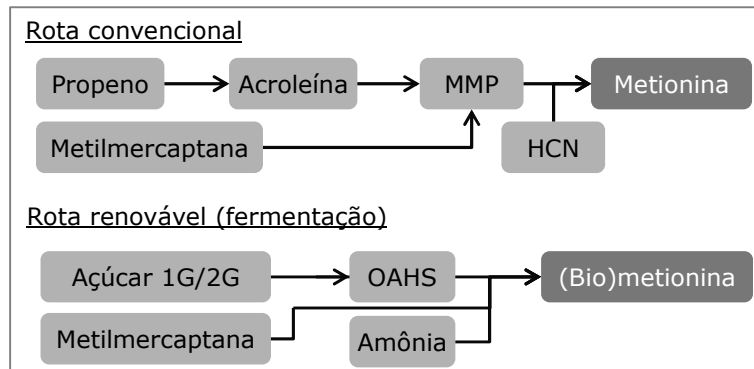 Rota convencional
Propeno
Acroleína
MMP
Metionina
Metilmercaptana
HCN
Rota renovável (fermentação)
Açúcar 1G/2G
OAHS
(Bio)metionina
Metilmercaptana
Amônia